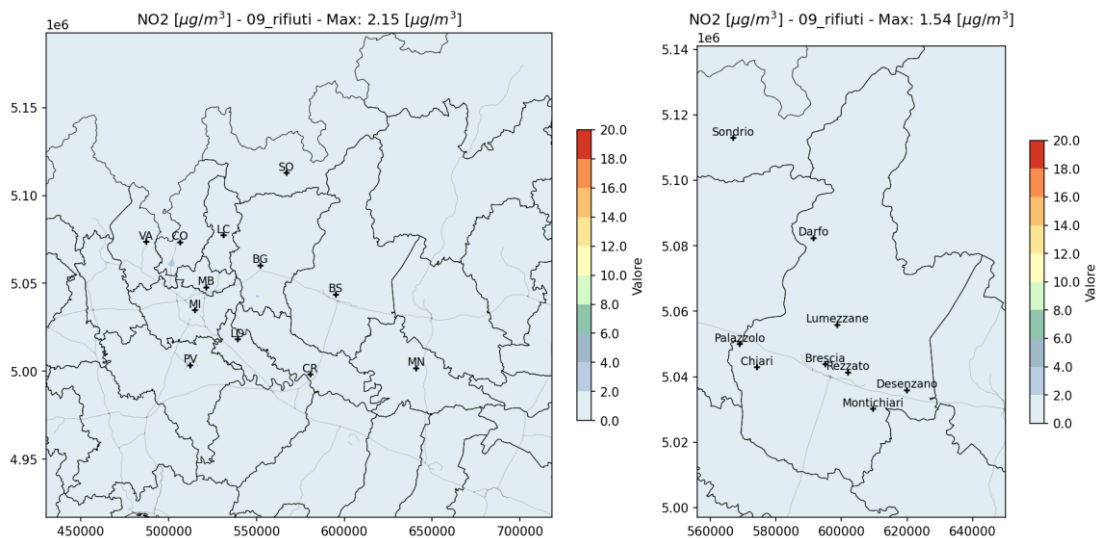 NO2 [μg/m³] - 09_rifiuti - Max: 2.15 [μg/m³]
1e6
5.15
5.10
5.05
5.00
4.95
SO
VA
CO
LC
BG
MB
BS
MI
LO
PV
CR
MN
450000
500000
550000
600000
650000
700000
20.0
18.0
16.0
14.0
12.0
10.0
8.0
6.0
4.0
2.0
0.0
Valore
NO2 [μg/m³] - 09_rifiuti - Max: 1.54 [μg/m³]
1e6
5.14
5.12
5.10
5.08
5.06
5.04
5.02
5.00
Sondrio
Darfo
Lumezzane
Palazzolo
Chiari
Brescia
Rezzato
Desenzano
Montichiari
560000
580000
600000
620000
640000
20.0
18.0
16.0
14.0
12.0
10.0
8.0
6.0
4.0
2.0
0.0
Valore